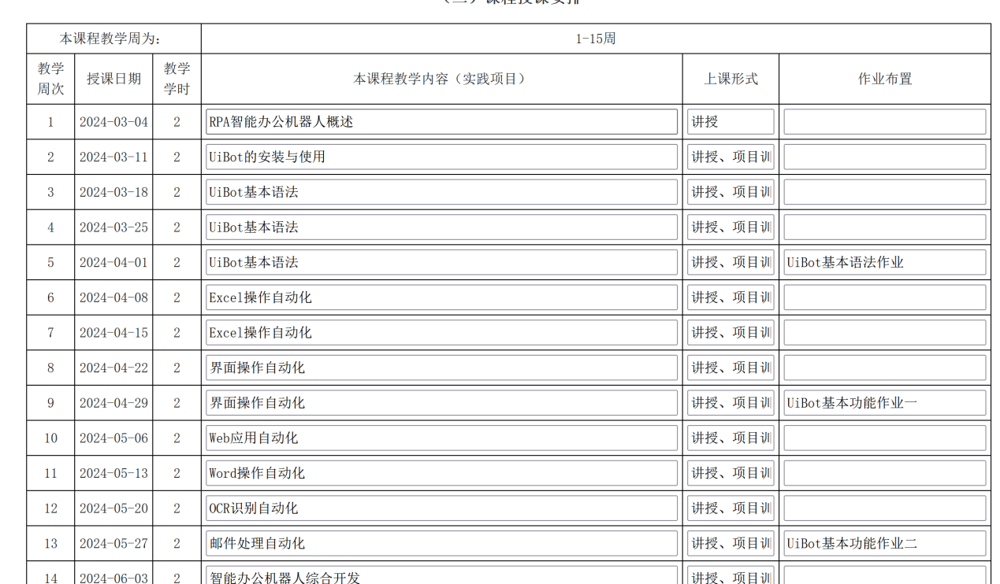 本课程教学周为: 1-15周
教学周次 授课日期 教学学时 本课程教学内容（实践项目） 上课形式 作业布置
1 2024-03-04 2 RPA智能办公机器人概述 讲授
2 2024-03-11 2 UiBot的安装与使用 讲授、项目训
3 2024-03-18 2 UiBot基本语法 讲授、项目训
4 2024-03-25 2 UiBot基本语法 讲授、项目训
5 2024-04-01 2 UiBot基本语法 讲授、项目训 UiBot基本语法作业
6 2024-04-08 2 Excel操作自动化 讲授、项目训
7 2024-04-15 2 Excel操作自动化 讲授、项目训
8 2024-04-22 2 界面操作自动化 讲授、项目训
9 2024-04-29 2 界面操作自动化 讲授、项目训 UiBot基本功能作业一
10 2024-05-06 2 Web应用自动化 讲授、项目训
11 2024-05-13 2 Word操作自动化 讲授、项目训
12 2024-05-20 2 OCR识别自动化 讲授、项目训
13 2024-05-27 2 邮件处理自动化 讲授、项目训 UiBot基本功能作业二
14 2024-06-03 2 智能办公机器人综合开发 讲授、项目训